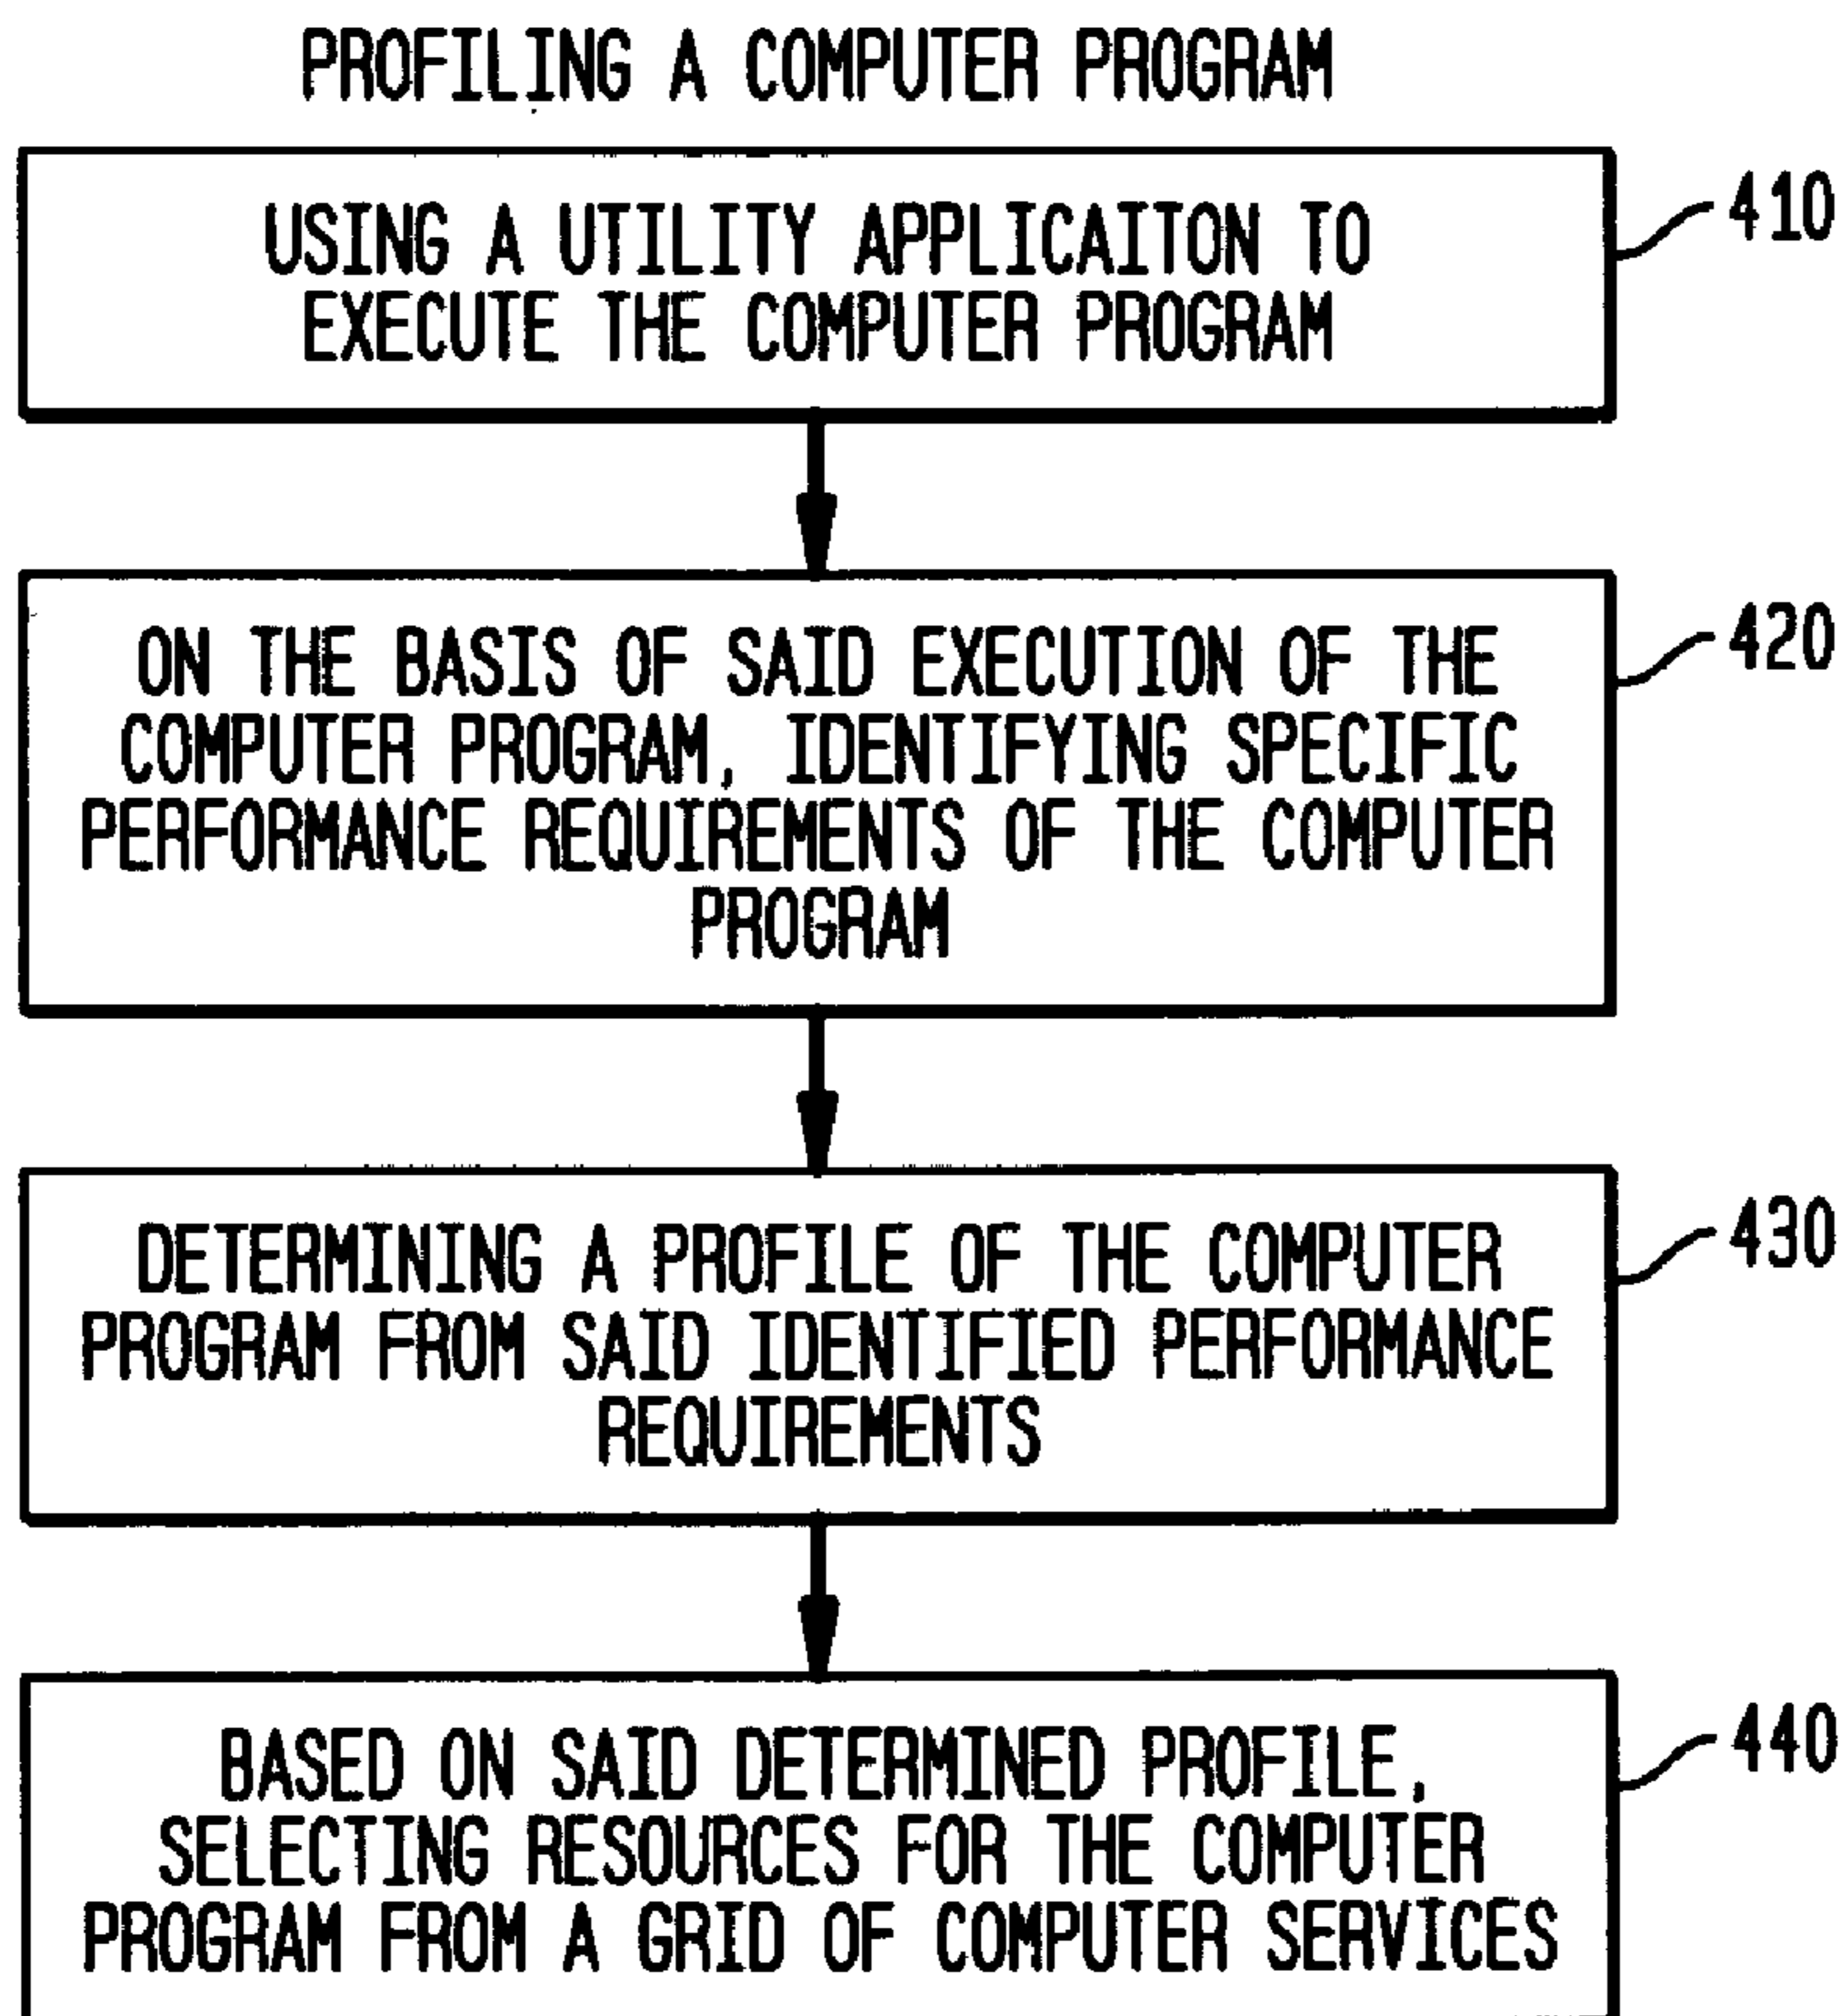 PROFILING A COMPUTER PROGRAM
USING A UTILITY APPLICAITON TO
EXECUTE THE COMPUTER PROGRAM
410
ON THE BASIS OF SAID EXECUTION OF THE
COMPUTER PROGRAM, IDENTIFYING SPECIFIC
PERFORMANCE REQUIREMENTS OF THE COMPUTER
PROGRAM
420
DETERMINING A PROFILE OF THE COMPUTER
PROGRAM FROM SAID IDENTIFIED PERFORMANCE
REQUIREMENTS
430
BASED ON SAID DETERMINED PROFILE,
SELECTING RESOURCES FOR THE COMPUTER
PROGRAM FROM A GRID OF COMPUTER SERVICES
440